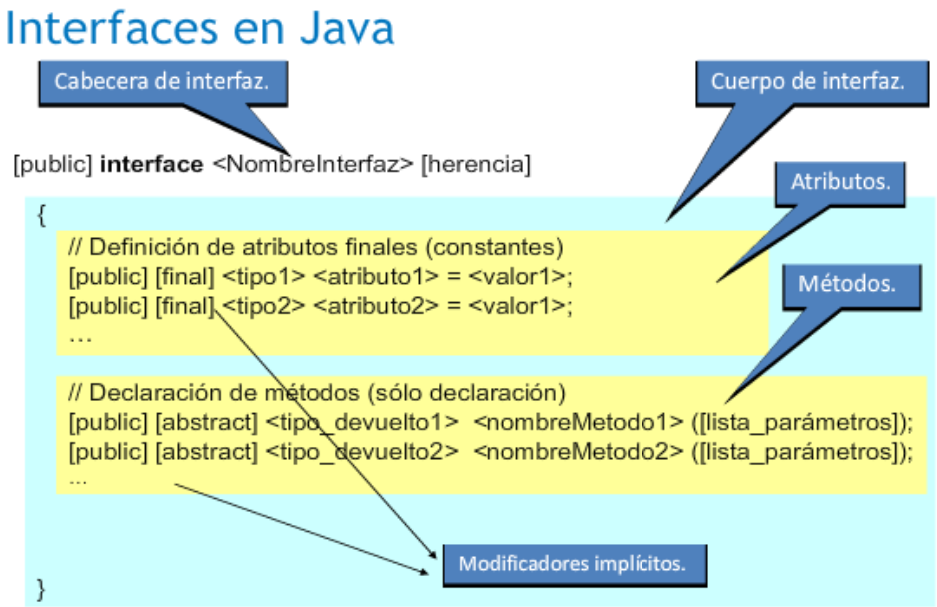 Interfaces en Java
Cabecera de interfaz.
Cuerpo de interfaz.
[public] interface <NombreInterfaz> [herencia]
Atributos.
{
// Definición de atributos finales (constantes)
[public] [final] <tipo1> <atributo1> = <valor1>;
[public] [final] <tipo2> <atributo2> = <valor1>;
…
Métodos.
// Declaración de métodos (sólo declaración)
[public] [abstract] <tipo_devuelto1> <nombreMetodo1> ([lista_parámetros]);
[public] [abstract] <tipo_devuelto2> <nombreMetodo2> ([lista_parámetros]);
...
Modificadores implícitos.
}